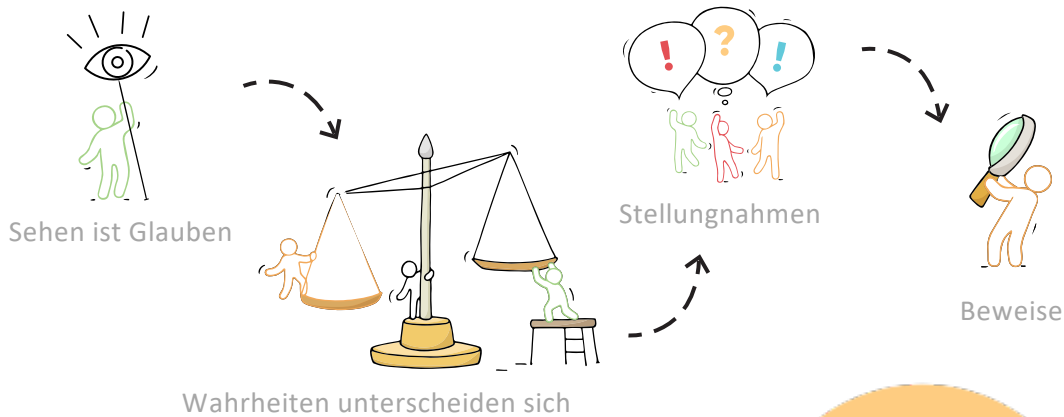 ! ? !
Sehen ist Glauben
Stellungnahmen
Beweise
Wahrheiten unterscheiden sich